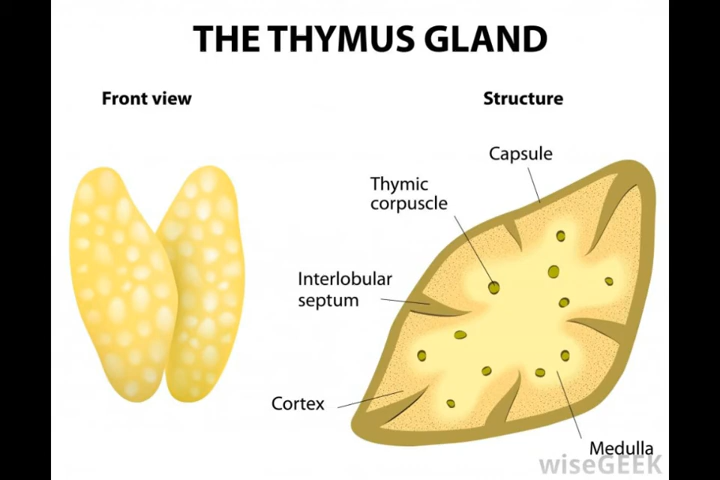 THE THYMUS GLAND
Front view
Structure
Capsule
Thymic
corpuscle
Interlobular
septum
Cortex
Medulla
wiseGEEK